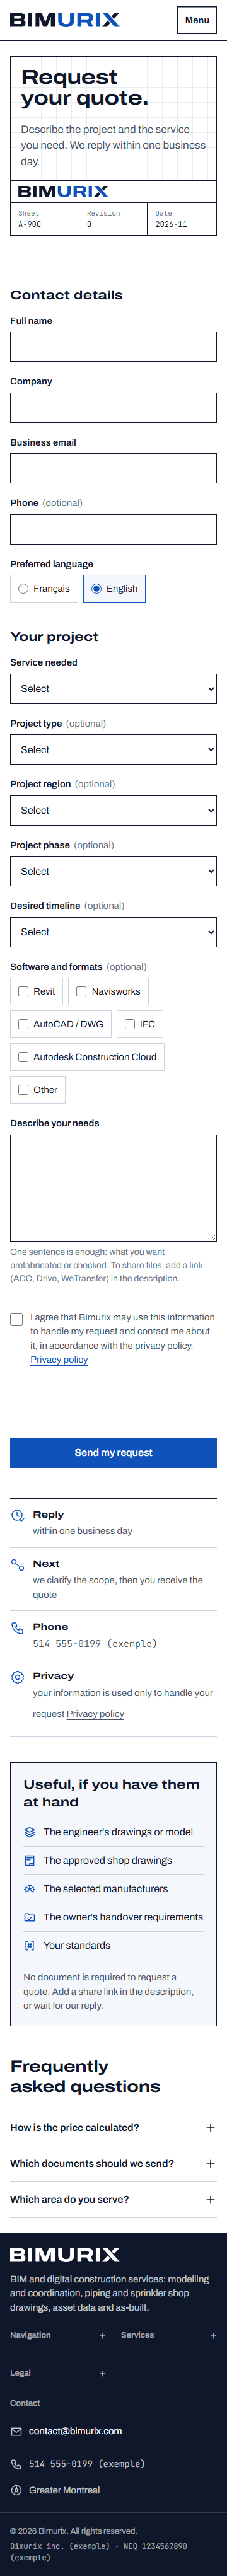 BIMURIX
Menu
Request
your quote.
Describe the project and the service
you need. We reply within one business
day.
BIMURIX
Sheet
A-900
Revision
0
Date
2026-11
Contact details
Full name
Company
Business email
Phone (optional)
Preferred language
Français
English
Your project
Service needed
Select
Project type (optional)
Select
Project region (optional)
Select
Project phase (optional)
Select
Desired timeline (optional)
Select
Software and formats (optional)
Revit
Navisworks
AutoCAD / DWG
IFC
Autodesk Construction Cloud
Other
Describe your needs
One sentence is enough: what you want
prefabricated or checked. To share files, add a link
(ACC, Drive, WeTransfer) in the description.
I agree that Bimurix may use this information
to handle my request and contact me about
it, in accordance with the privacy policy.
Privacy policy
Send my request
Reply
within one business day
Next
we clarify the scope, then you receive the
quote
Phone
514 555-0199 (exemple)
Privacy
your information is used only to handle your
request Privacy policy
Useful, if you have them
at hand
The engineer's drawings or model
The approved shop drawings
The selected manufacturers
The owner's handover requirements
Your standards
No document is required to request a
quote. Add a share link in the description,
or wait for our reply.
Frequently
asked questions
How is the price calculated?
Which documents should we send?
Which area do you serve?
BIMURIX
BIM and digital construction services: modelling
and coordination, piping and sprinkler shop
drawings, asset data and as-built.
Navigation
Services
Legal
Contact
contact@bimurix.com
514 555-0199 (exemple)
Greater Montreal
© 2026 Bimurix. All rights reserved.
Bimurix inc. (exemple) · NEQ 1234567890
(exemple)